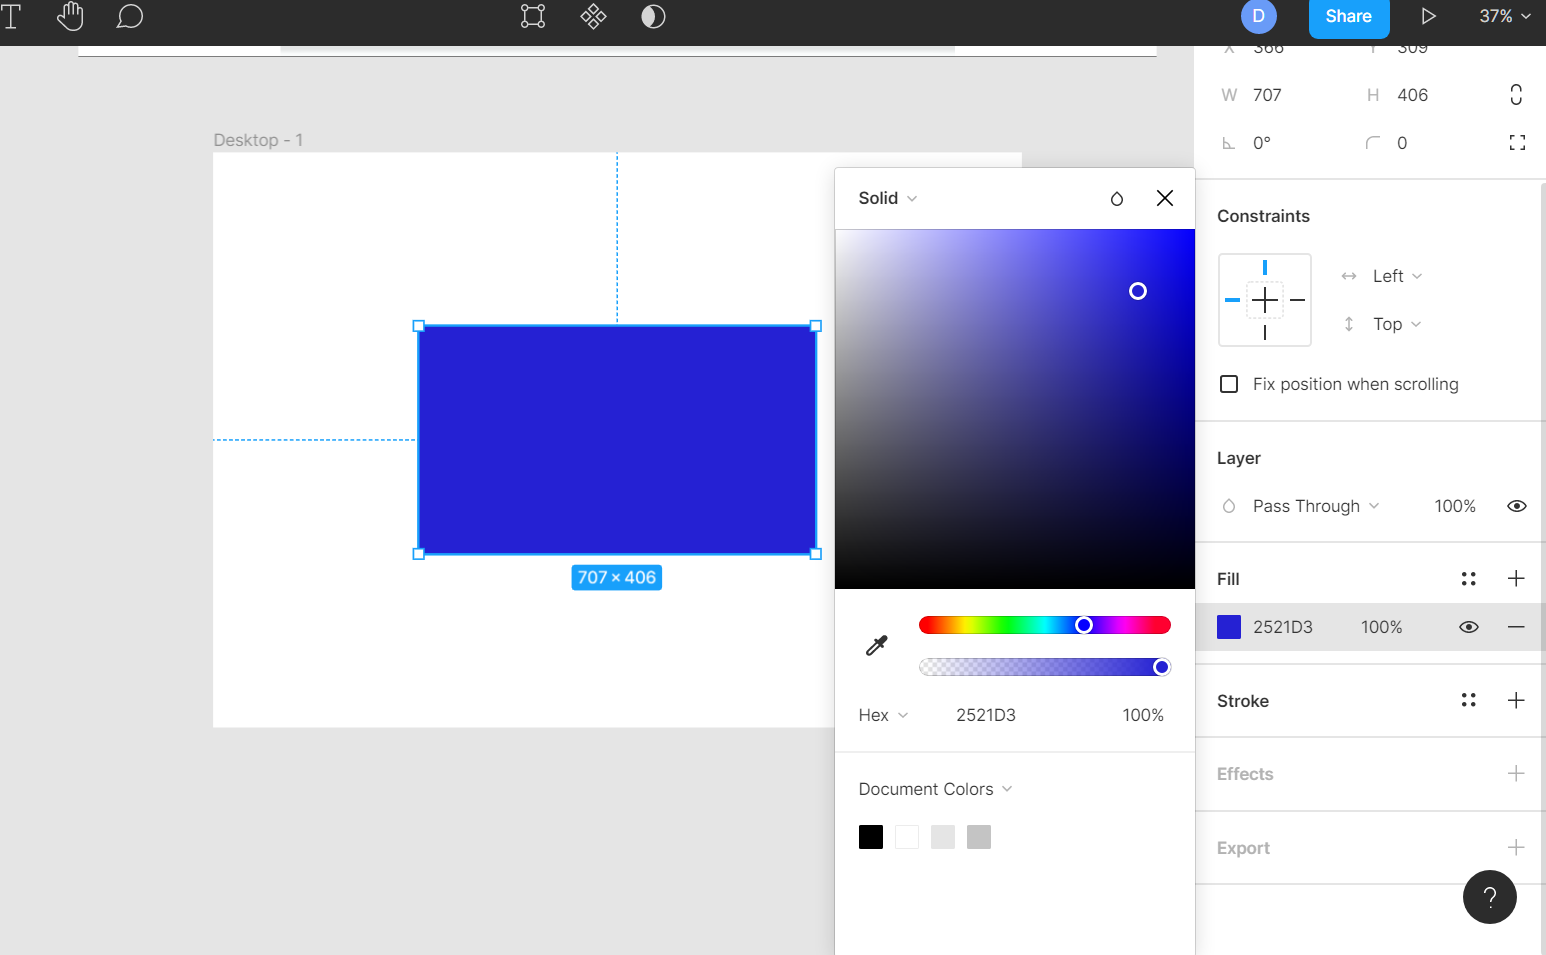 T
D
Share
37%
X 366
Y 309
W 707
H 406
0°
0
Desktop - 1
707 × 406
Solid
Hex
2521D3
100%
Document Colors
Constraints
Left
Top
Fix position when scrolling
Layer
Pass Through
100%
Fill
2521D3
100%
Stroke
Effects
Export
?